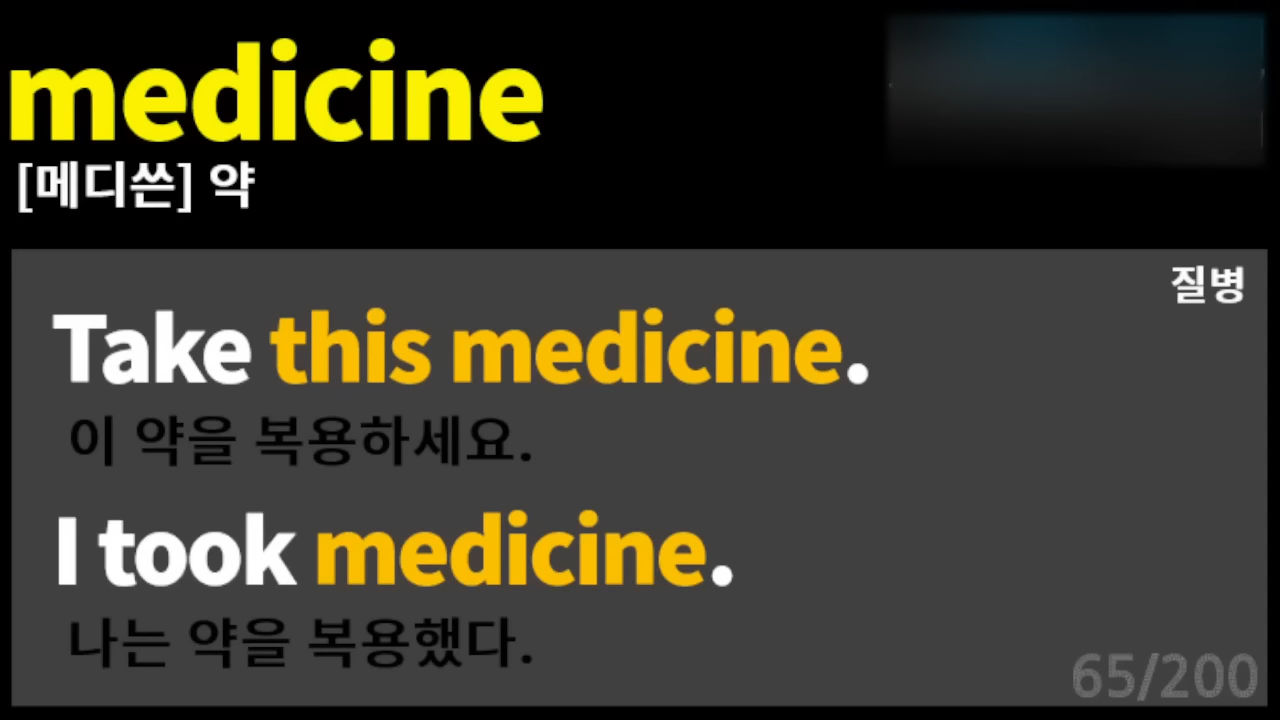 medicine
[메디쓴] 약
질병
Take this medicine.
이 약을 복용하세요.
I took medicine.
나는 약을 복용했다.
65/200